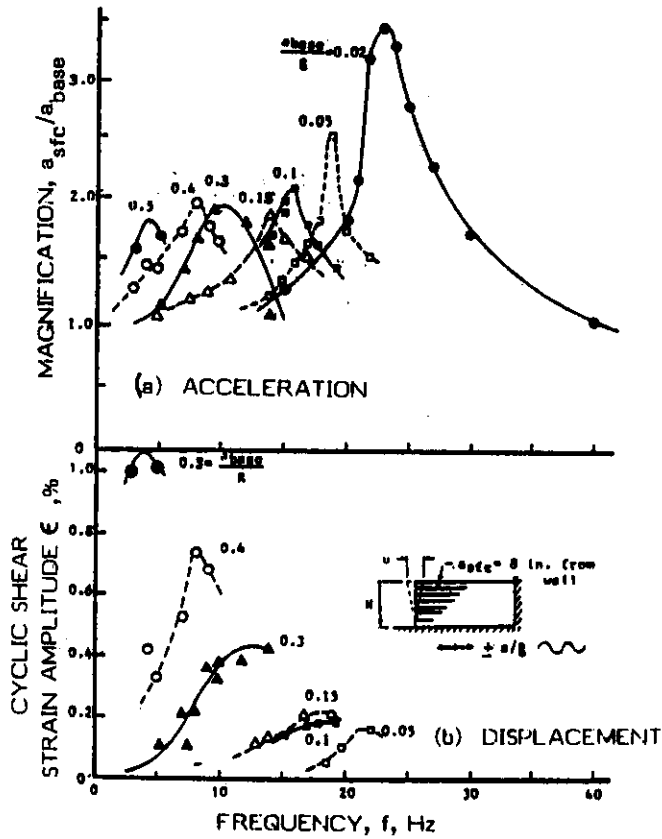 MAGNIFICATION, a_sfc/a_base
3.0
2.0
1.0
0
a_base/g = 0.02
0.05
0.1
0.15
0.3
0.4
0.5
(a) ACCELERATION
CYCLIC SHEAR
STRAIN AMPLITUDE ϵ, %
1.0
0.8
0.6
0.4
0.2
0
0.3=
0.4
0.3
0.13
0.1
0.05
= 8 in. from
wall
H
± a/g
(b) DISPLACEMENT
0
10
20
30
40
FREQUENCY, f, Hz